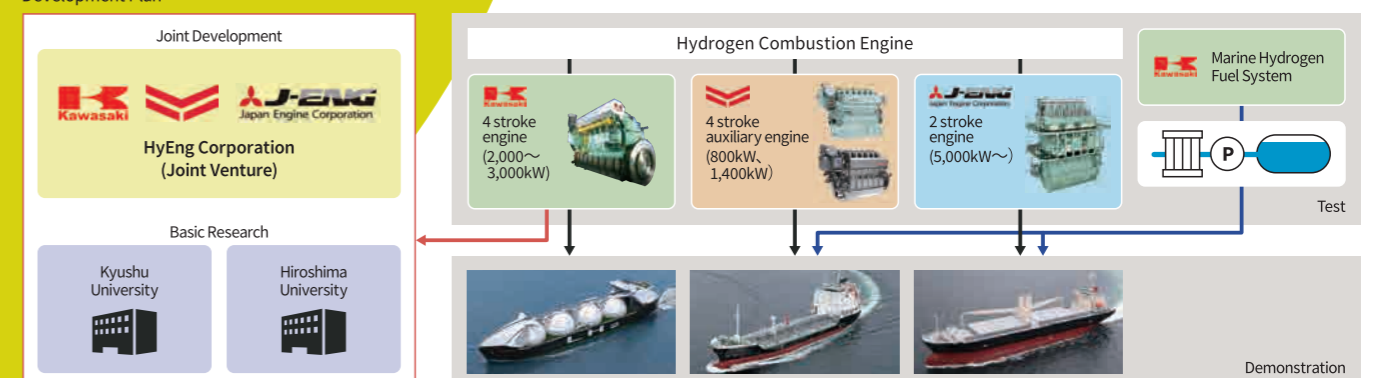 Development Plan
Joint Development
Kawasaki
J-ENG
Japan Engine Corporation
HyEng Corporation
(Joint Venture)
Basic Research
Kyushu
University
Hiroshima
University
Hydrogen Combustion Engine
Kawasaki
4 stroke
engine
(2,000〜
3,000kW)
4 stroke
auxiliary engine
(800kW、
1,400kW)
J-ENG
Japan Engine Corporation
2 stroke
engine
(5,000kW〜)
Kawasaki
Marine Hydrogen
Fuel System
P
Test
Demonstration